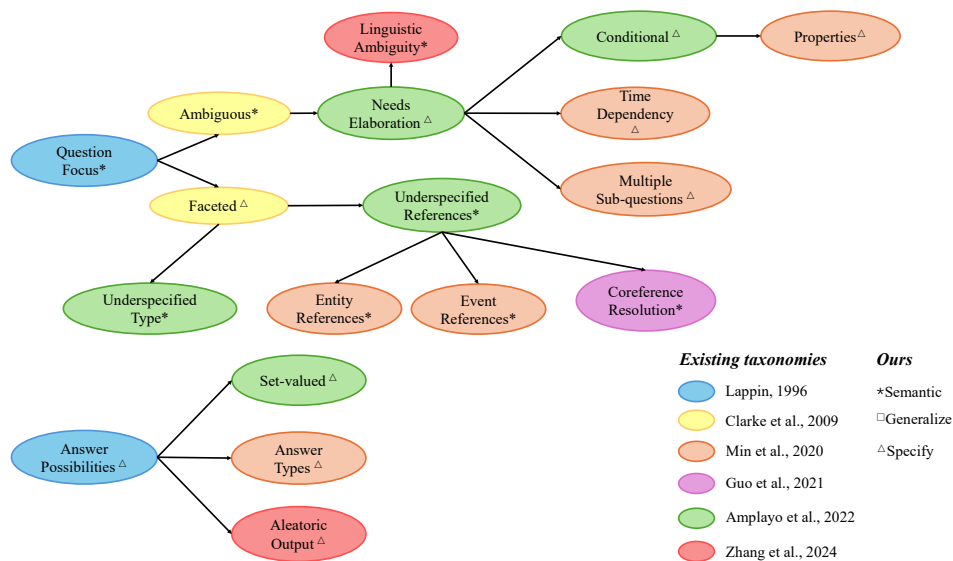 Linguistic
Ambiguity*
Conditional △
Properties△
Ambiguous*
Needs
Elaboration △
Time
Dependency
△
Question
Focus*
Multiple
Sub-questions △
Faceted △
Underspecified
References*
Underspecified
Type*
Entity
References*
Event
References*
Coreference
Resolution*
Set-valued △
Answer
Possibilities △
Answer
Types △
Aleatoric
Output △
Existing taxonomies
Ours
Lappin, 1996
*Semantic
Clarke et al., 2009
□Generalize
Min et al., 2020
△Specify
Guo et al., 2021
Amplayo et al., 2022
Zhang et al., 2024